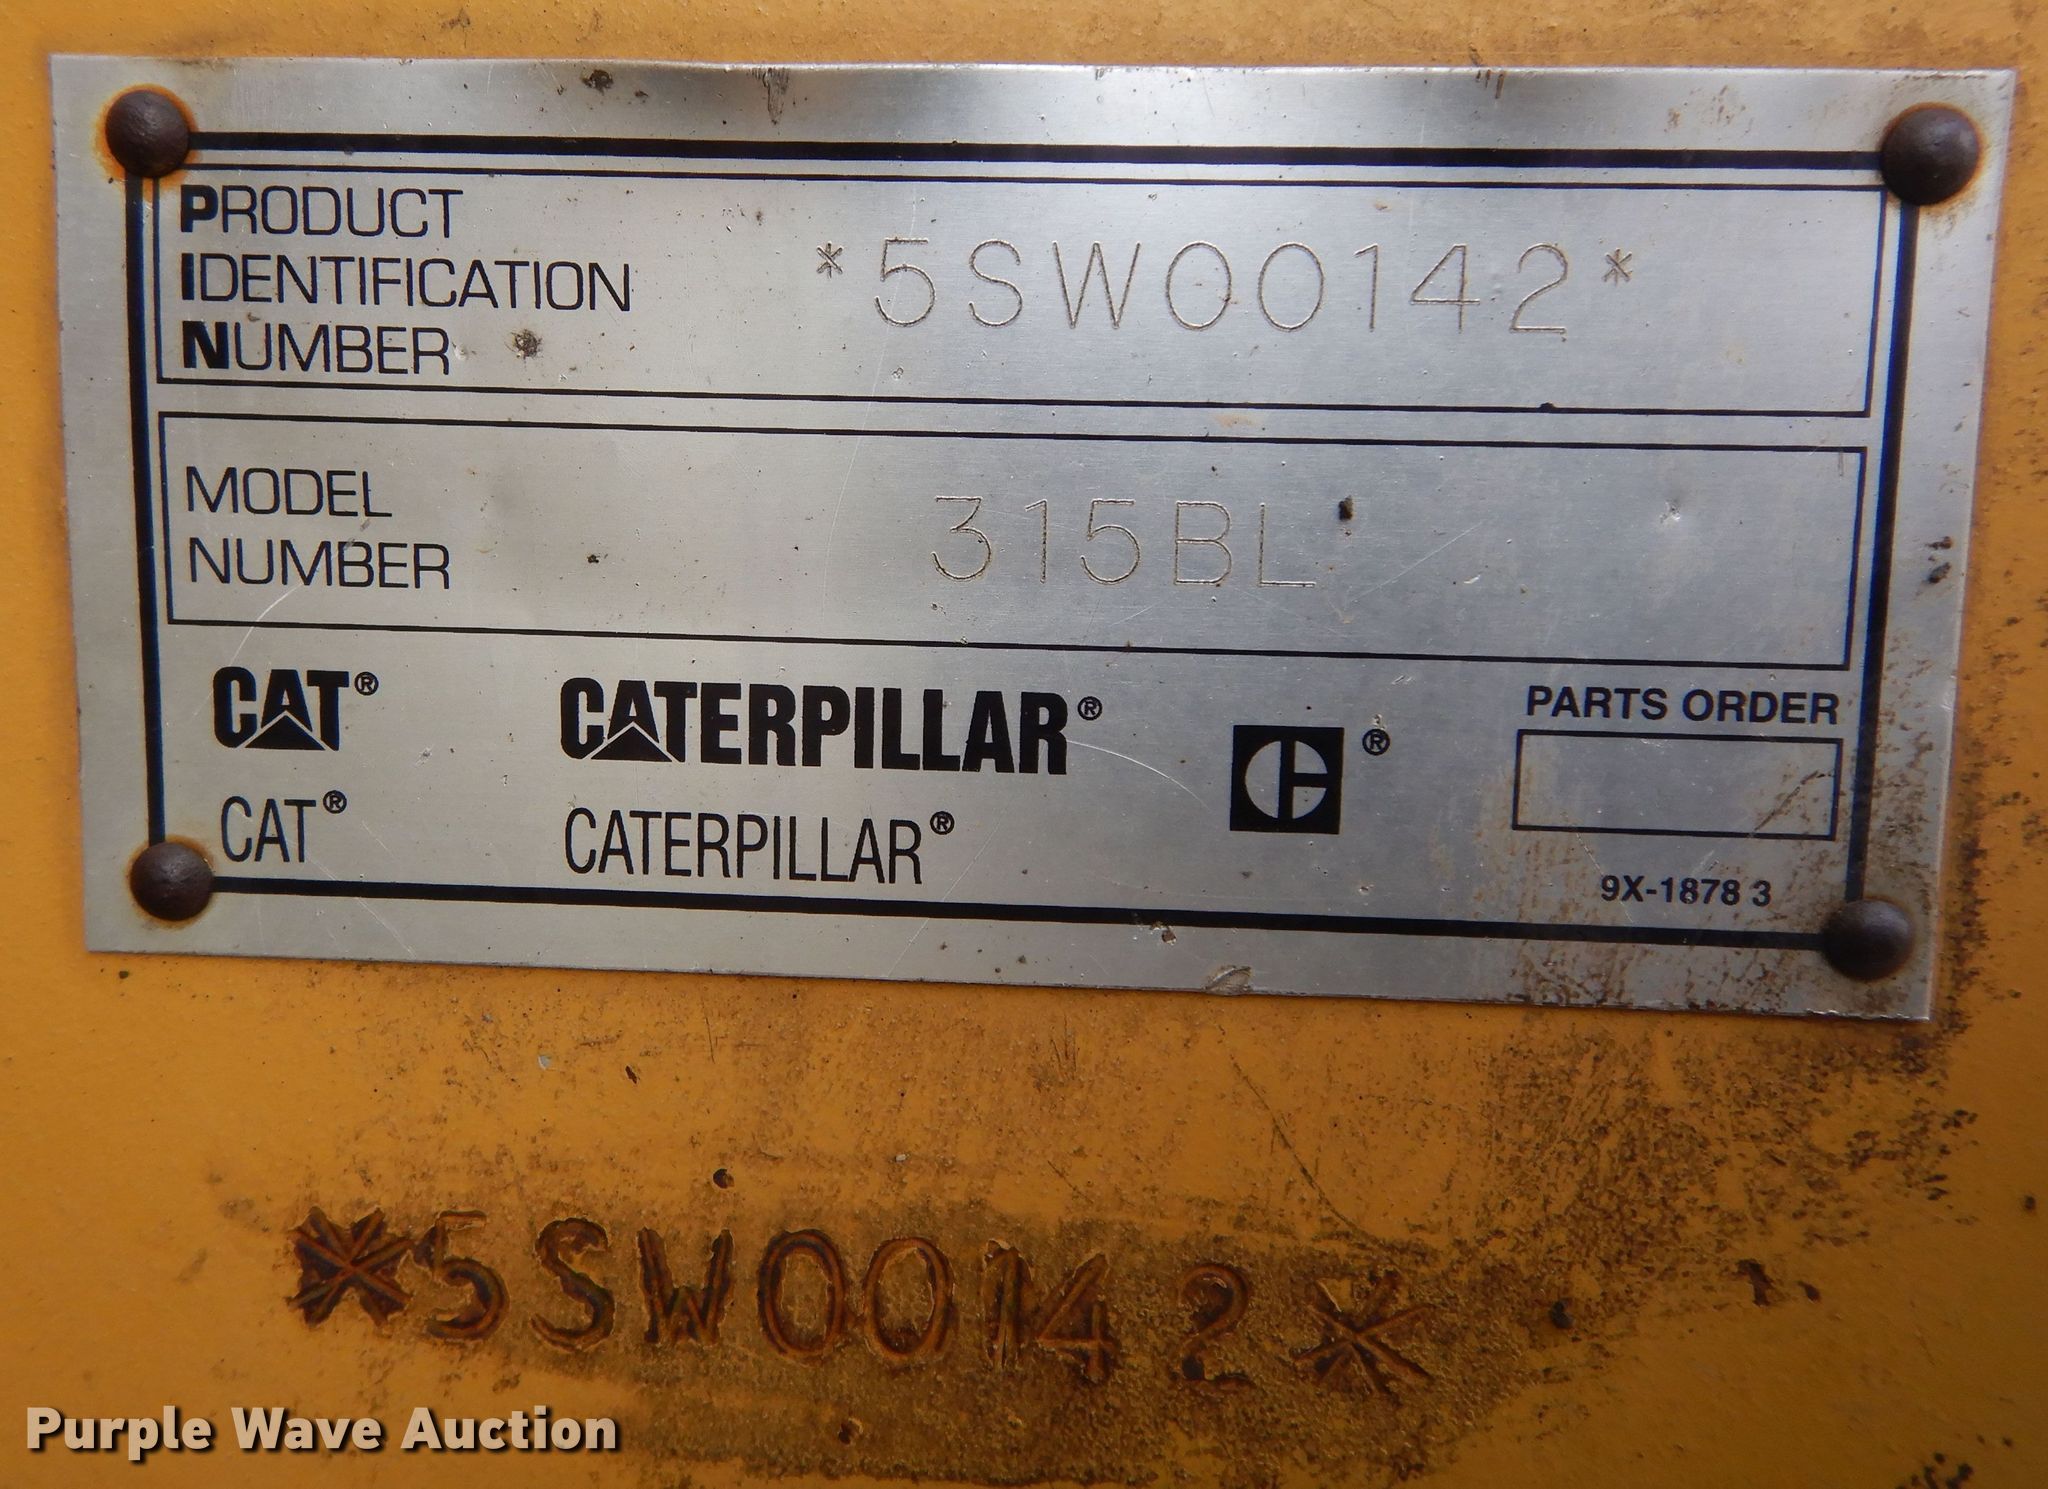 PRODUCT
IDENTIFICATION
NUMBER
*5SW00142*
MODEL
NUMBER
315BL
CAT® CATERPILLAR® ®
CAT® CATERPILLAR®
PARTS ORDER
9X-1878 3
*5SW00142*
Purple Wave Auction